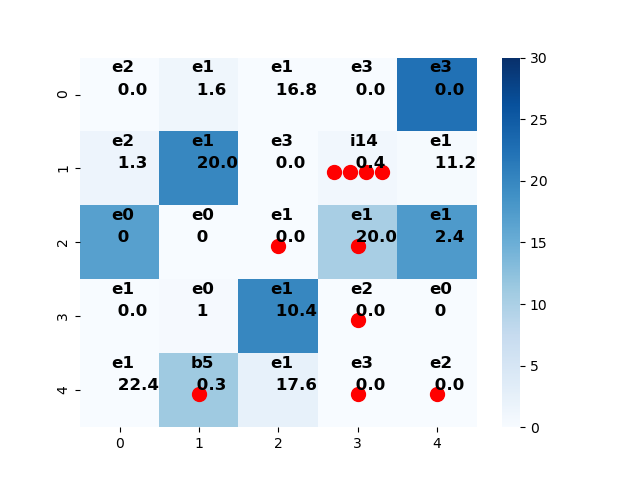 e2 e1 e1 e3 e3
0.0 1.6 16.8 0.0 0.0
0
e2 e1 e3 i14 e1
1.3 20.0 0.0 0.4 11.2
1
e0 e0 e1 e1 e1
0 0 0.0 20.0 2.4
2
e1 e0 e1 e2 e0
0.0 1 10.4 0.0 0
3
e1 b5 e1 e3 e2
22.4 0.3 17.6 0.0 0.0
4
0 1 2 3 4
30
25
20
15
10
5
0